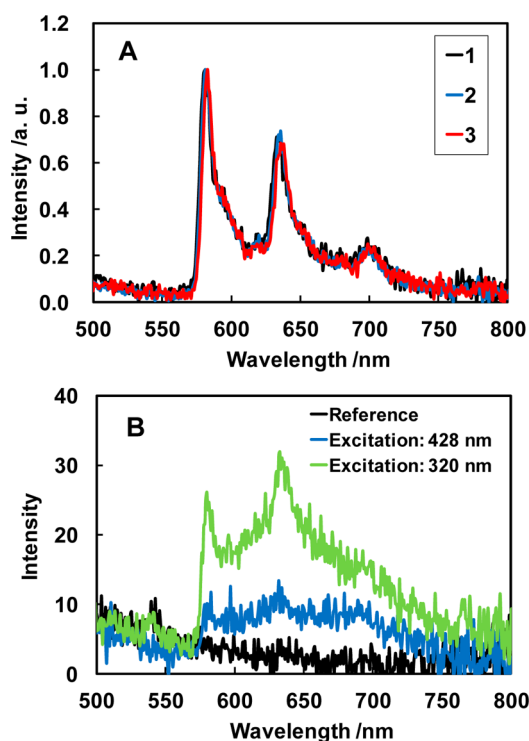 A
1
2
3
1.0
0.8
0.6
0.4
0.2
0.0
Intensity /a. u.
500 550 600 650 700 750 800
Wavelength /nm
B
Reference
Excitation: 428 nm
Excitation: 320 nm
40
30
20
10
0
Intensity
500 550 600 650 700 750 800
Wavelength /nm